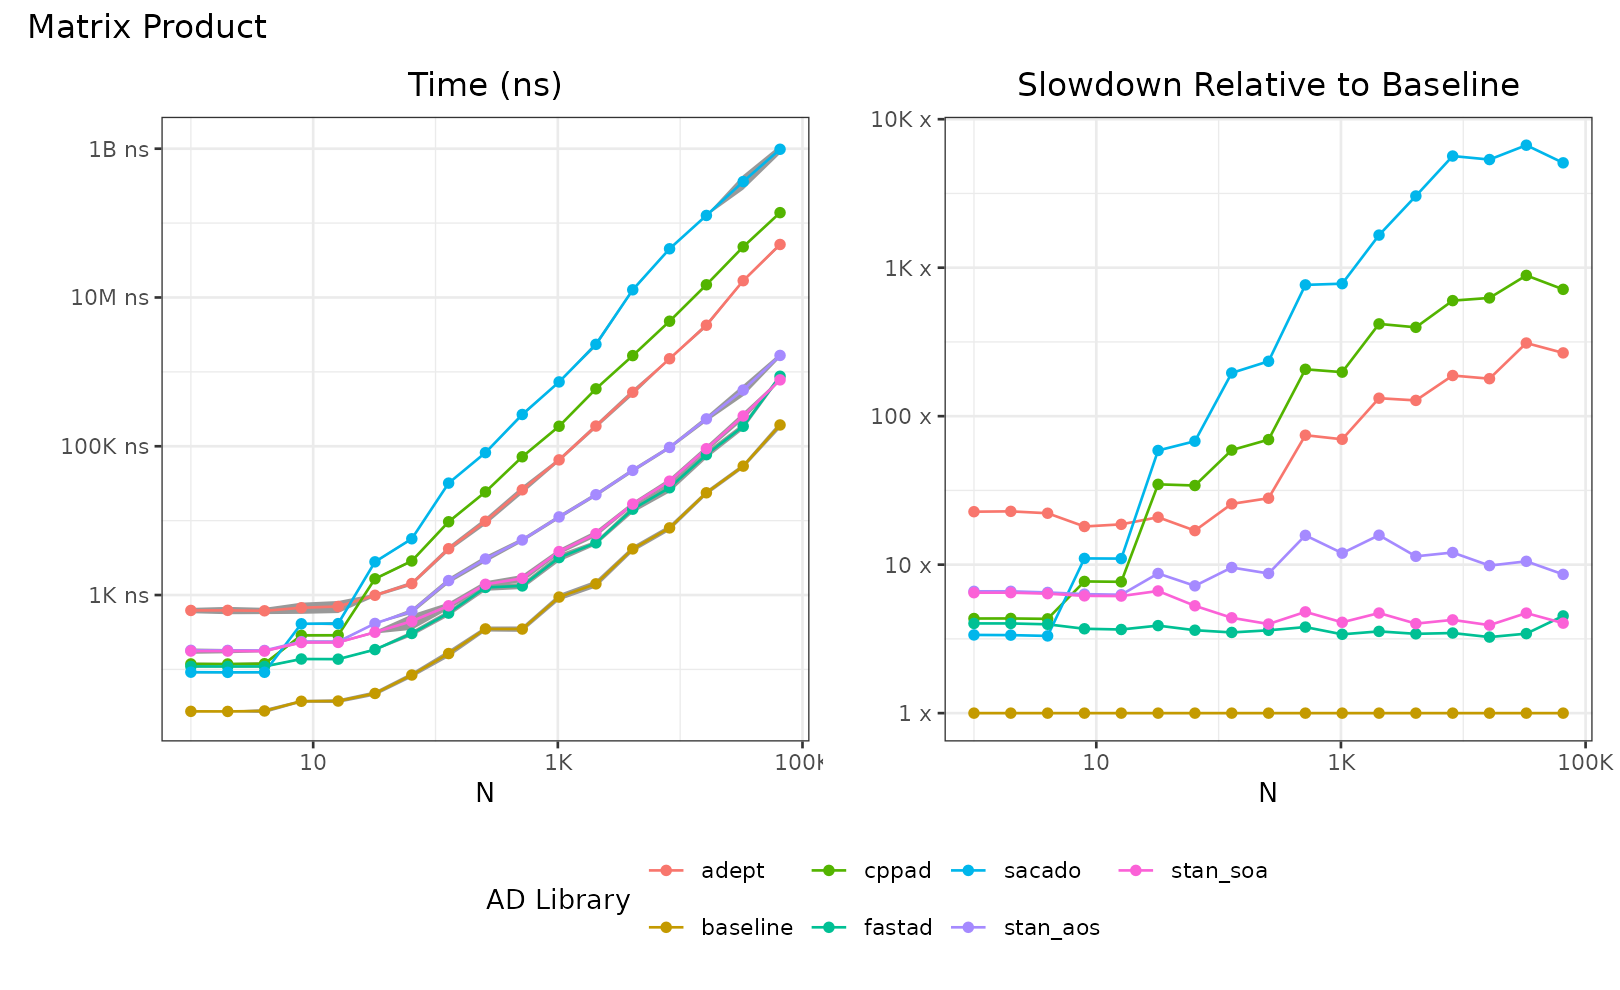 Matrix Product
Time (ns)
Slowdown Relative to Baseline
1B ns
10M ns
100K ns
1K ns
10
1K
100K
N
10K x
1K x
100 x
10 x
1 x
10
1K
100K
N
AD Library
adept
cppad
sacado
stan_soa
baseline
fastad
stan_aos